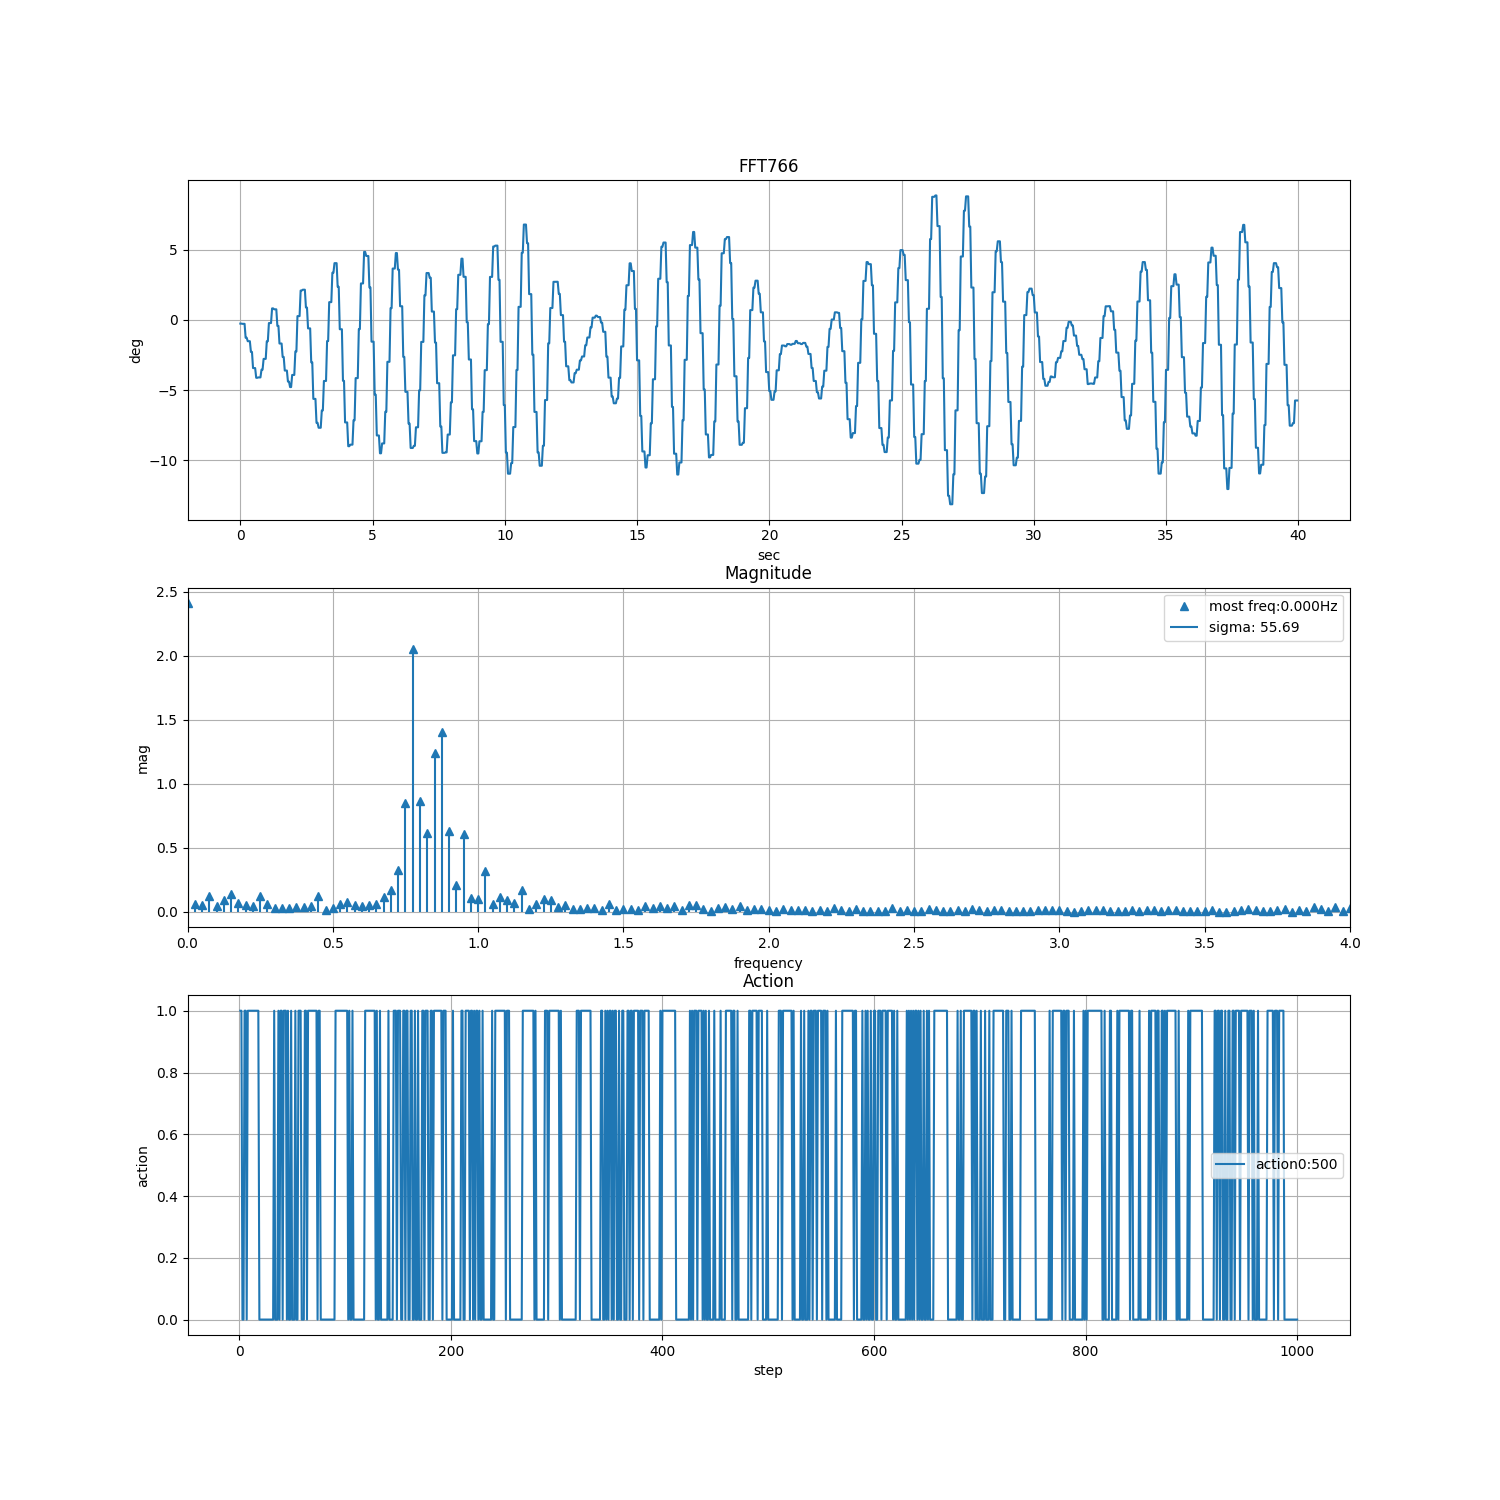 FFT766
5
0
−5
−10
deg
0 5 10 15 20 25 30 35 40
sec
Magnitude
2.5
2.0
1.5
1.0
0.5
0.0
mag
most freq:0.000Hz
sigma: 55.69
0.0 0.5 1.0 1.5 2.0 2.5 3.0 3.5 4.0
frequency
Action
1.0
0.8
0.6
0.4
0.2
0.0
action
action0:500
0 200 400 600 800 1000
step